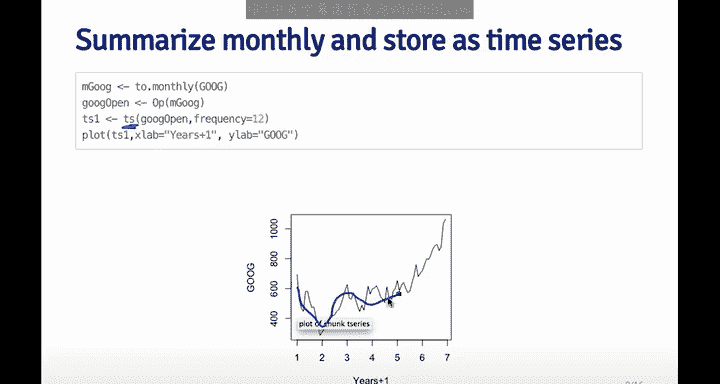 Summarize monthly and store as time series
mGoog <- to.monthly(GOOG)
googOpen <- Op(mGoog)
ts1 <- ts(googOpen,frequency=12)
plot(ts1,xlab="Years+1", ylab="GOOG")
GOOG
1000
800
600
400
plot of chunk tseries
1 2 3 4 5 6 7
Years+1